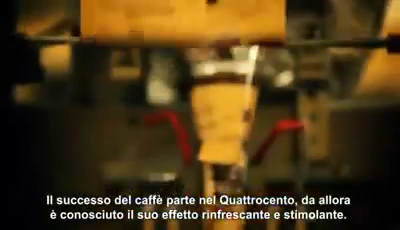 Il successo del caffè parte nel Quattrocento, da allora
è conosciuto il suo effetto rinfrescante e stimolante.